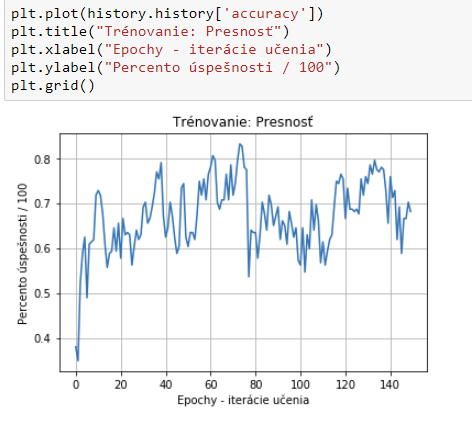 plt.plot(history.history['accuracy'])
plt.title("Trénovanie: Presnosť")
plt.xlabel("Epochy - iterácie učenia")
plt.ylabel("Percento úspešnosti / 100")
plt.grid()
Trénovanie: Presnosť
Percento úspešnosti / 100
0.8
0.7
0.6
0.5
0.4
0 20 40 60 80 100 120 140
Epochy - iterácie učenia